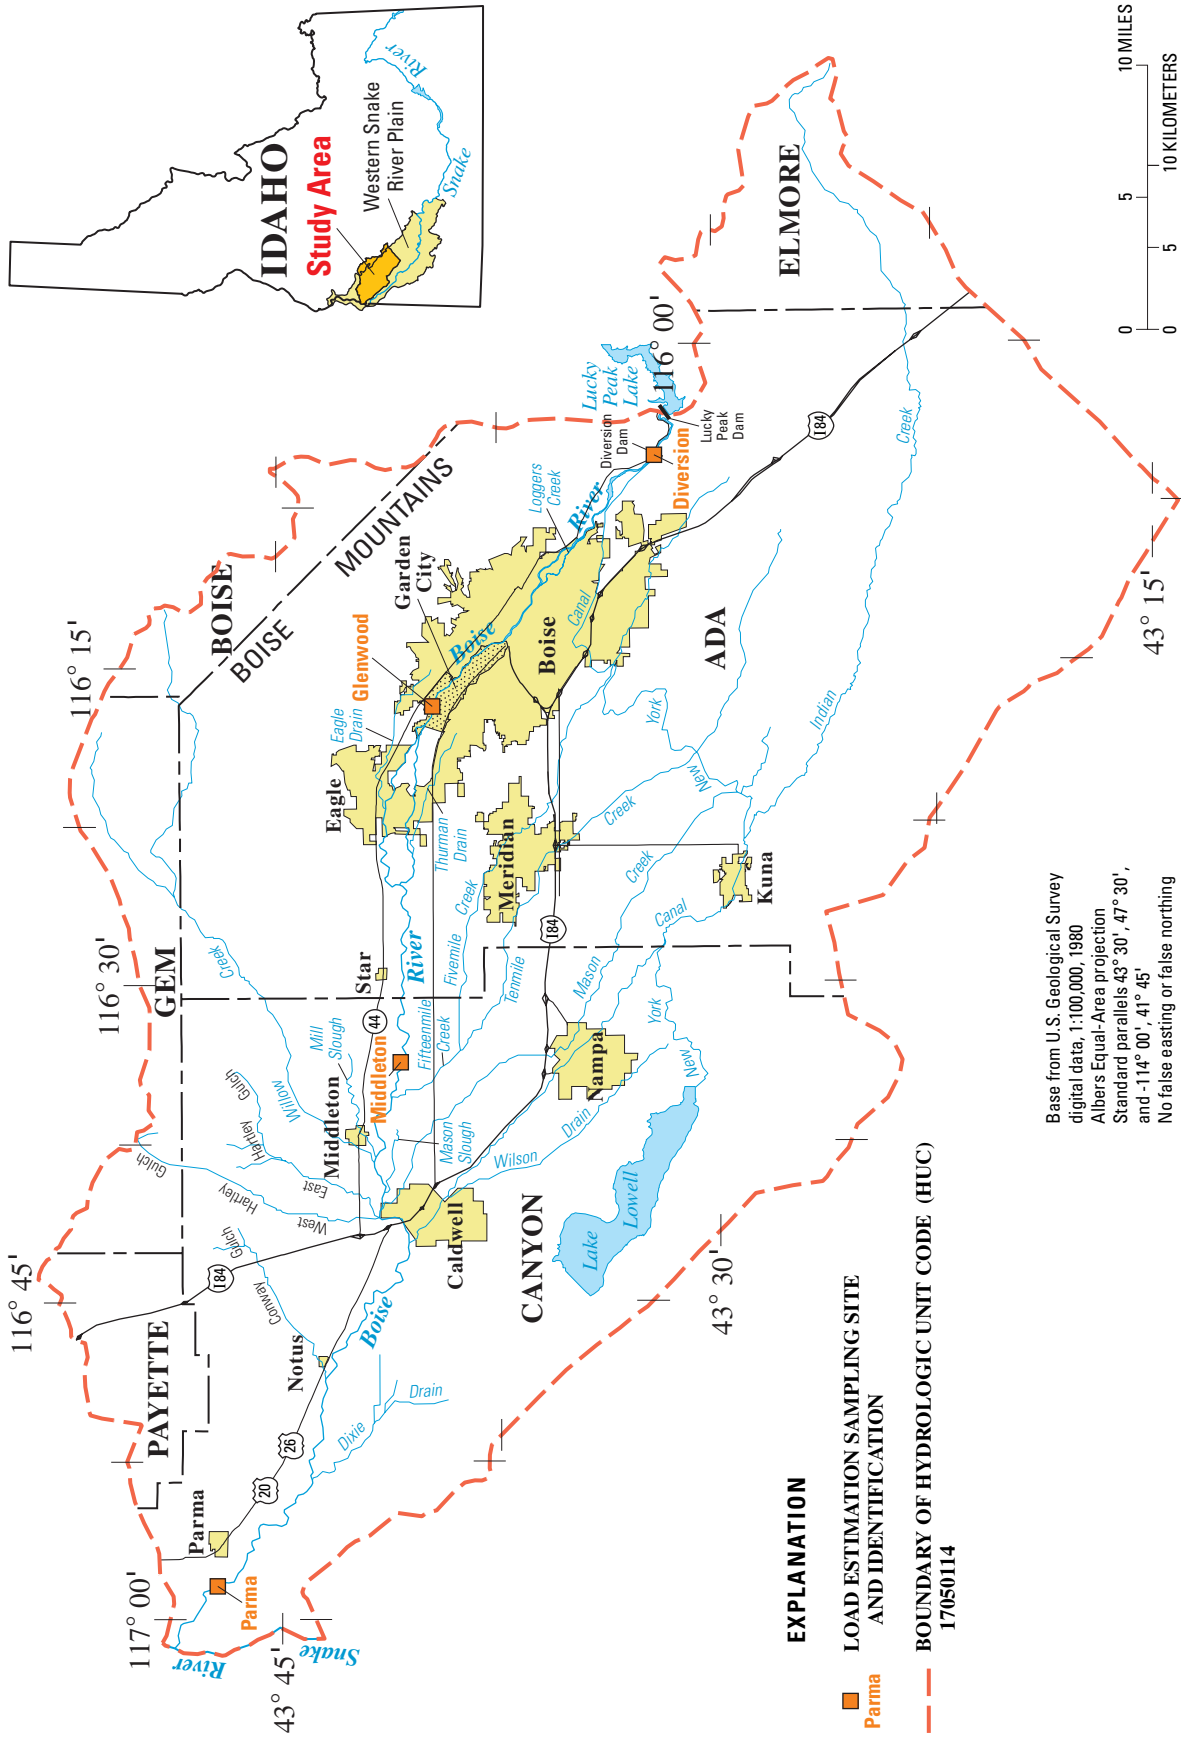 IDAHO
Study Area
Western Snake
River Plain
Snake
River
117° 00'
116° 45'
116° 30'
116° 15'
116° 00'
43° 45'
43° 30'
43° 15'
PAYETTE
GEM
BOISE
BOISE
MOUNTAINS
ELMORE
ADA
CANYON
Snake
River
Parma
Parma
20
26
Notus
Boise
Dixie
Drain
Conway
Gulch
I84
West
Hartley
Gulch
East
Hartley
Gulch
Willow
Creek
Middleton
Mill
Slough
Middleton
44
Star
River
Caldwell
Mason
Slough
Fifteenmile
Creek
Fivemile
Creek
Tenmile
Creek
Wilson
Drain
Nampa
Mason
Creek
Lake
Lowell
New
York
Canal
I84
Meridian
Kuna
Eagle
Eagle
Drain
Thurman
Drain
Glenwood
Garden
City
Boise
River
Boise
Loggers
Creek
Canal
York
New
Indian
Creek
Diversion
Dam
Diversion
Lucky
Peak
Lake
Lucky
Peak
Dam
I84
EXPLANATION
Parma
LOAD ESTIMATION SAMPLING SITE
AND IDENTIFICATION
BOUNDARY OF HYDROLOGIC UNIT CODE (HUC)
17050114
Base from U.S. Geological Survey
digital data, 1:100,000, 1980
Albers Equal-Area projection
Standard parallels 43° 30', 47° 30',
and -114° 00', 41° 45'
No false easting or false northing
0 5 10 MILES
0 5 10 KILOMETERS